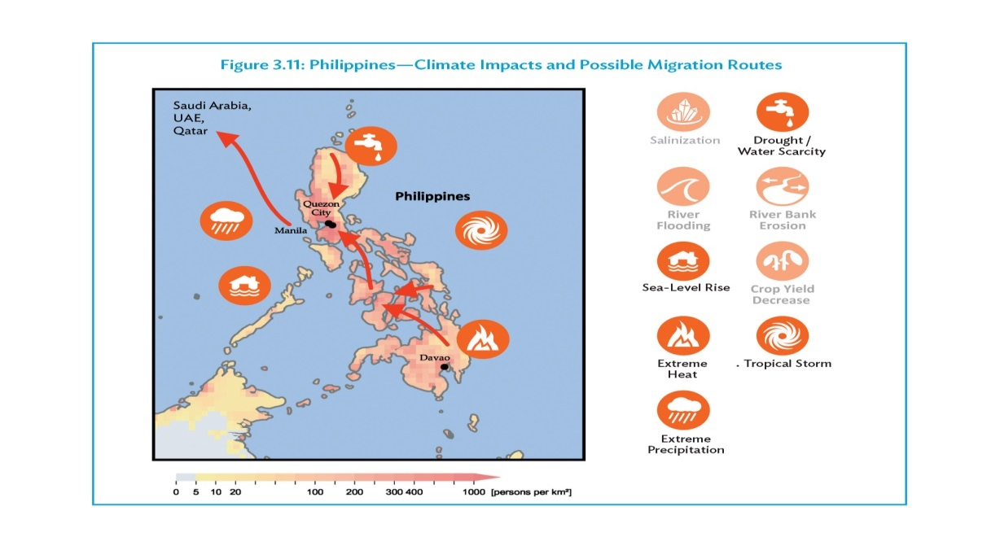 Figure 3.11: Philippines—Climate Impacts and Possible Migration Routes
Saudi Arabia,
UAE,
Qatar
Philippines
Quezon
City
Manila
Davao
Salinization
Drought /
Water Scarcity
River
Flooding
River Bank
Erosion
Sea-Level Rise
Crop Yield
Decrease
Extreme
Heat
. Tropical Storm
Extreme
Precipitation
0 5 10 20 100 200 300 400 1000 [persons per km²]